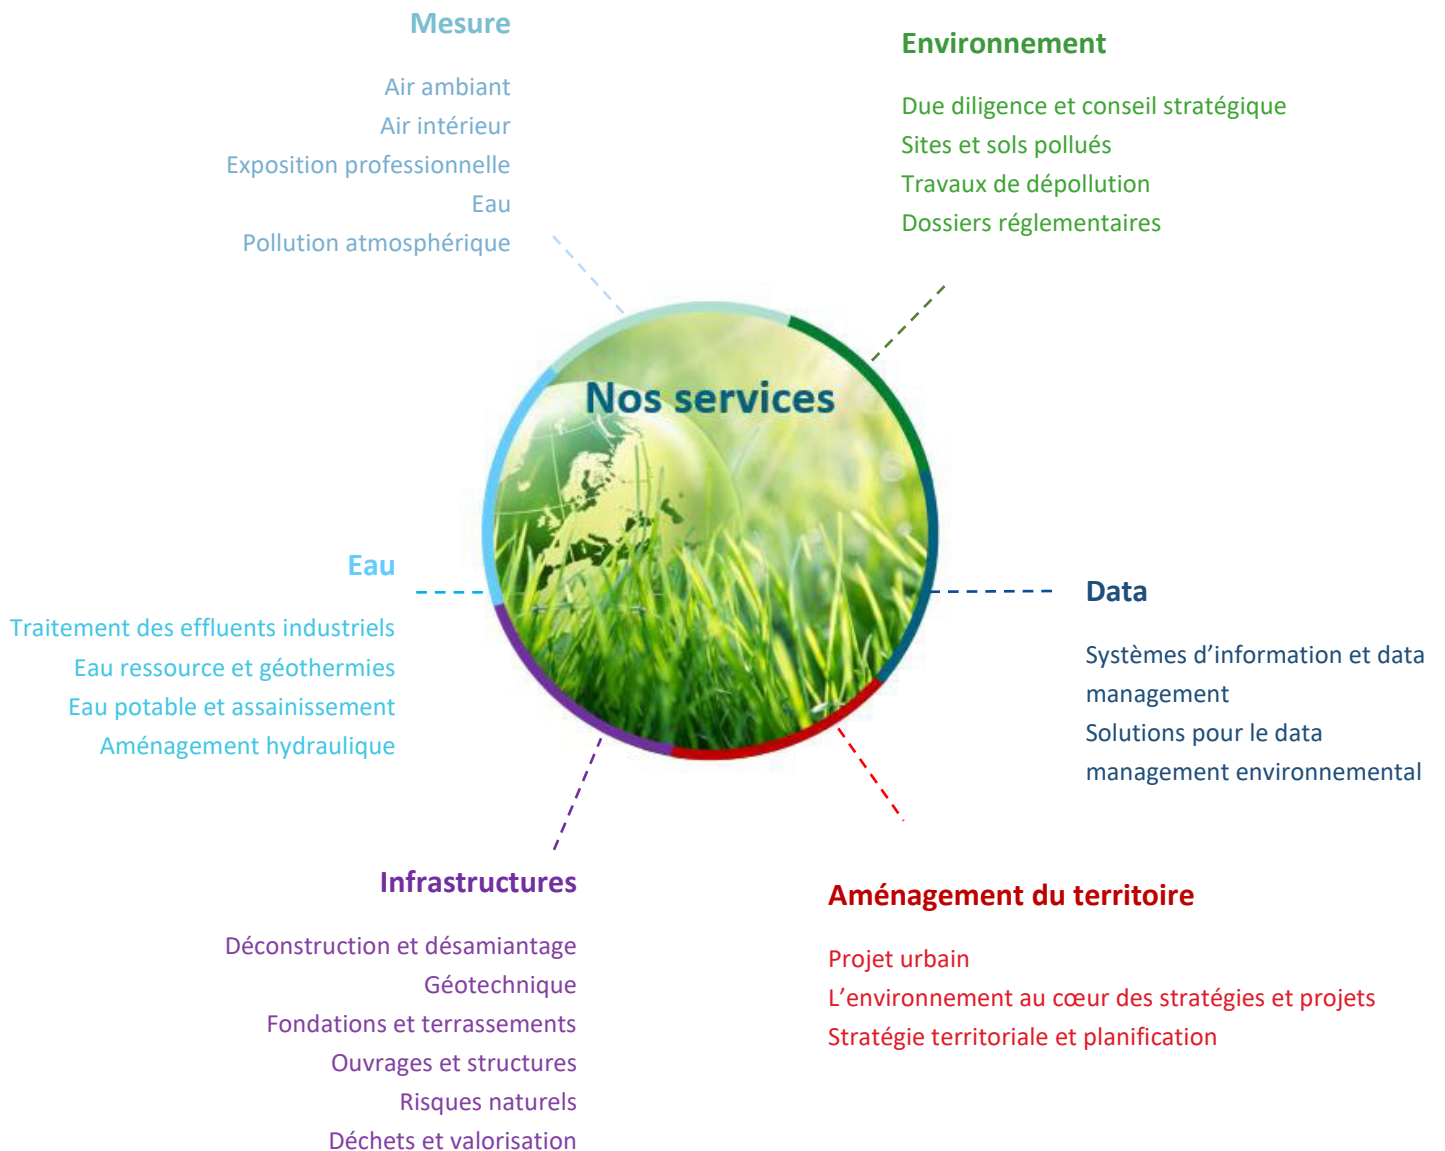 Mesure
Air ambiant
Air intérieur
Exposition professionnelle
Eau
Pollution atmosphérique
Environnement
Due diligence et conseil stratégique
Sites et sols pollués
Travaux de dépollution
Dossiers réglementaires
Nos services
Eau
Traitement des effluents industriels
Eau ressource et géothermies
Eau potable et assainissement
Aménagement hydraulique
Data
Systèmes d’information et data
management
Solutions pour le data
management environnemental
Infrastructures
Déconstruction et désamiantage
Géotechnique
Fondations et terrassements
Ouvrages et structures
Risques naturels
Déchets et valorisation
Aménagement du territoire
Projet urbain
L’environnement au cœur des stratégies et projets
Stratégie territoriale et planification